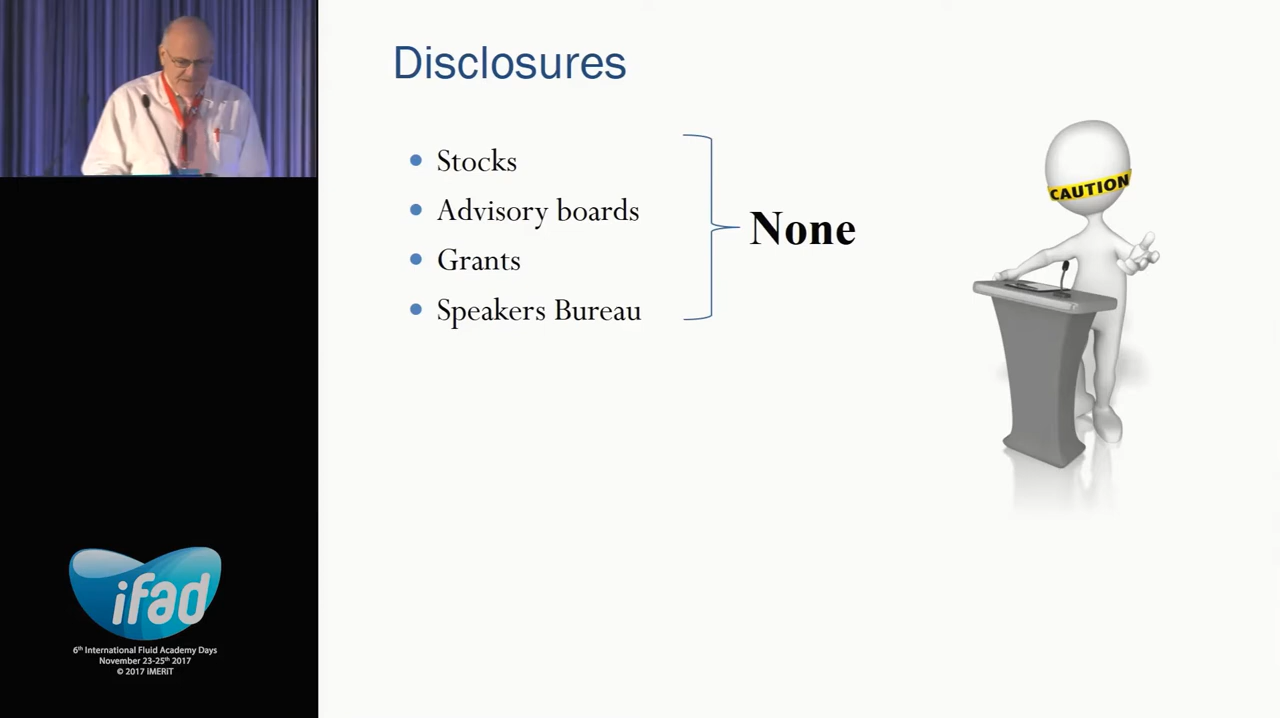 Disclosures
Stocks
Advisory boards
Grants
Speakers Bureau
None
CAUTION
ifad
6th International Fluid Academy Days
November 23-25th 2017
© 2017 iMERiT